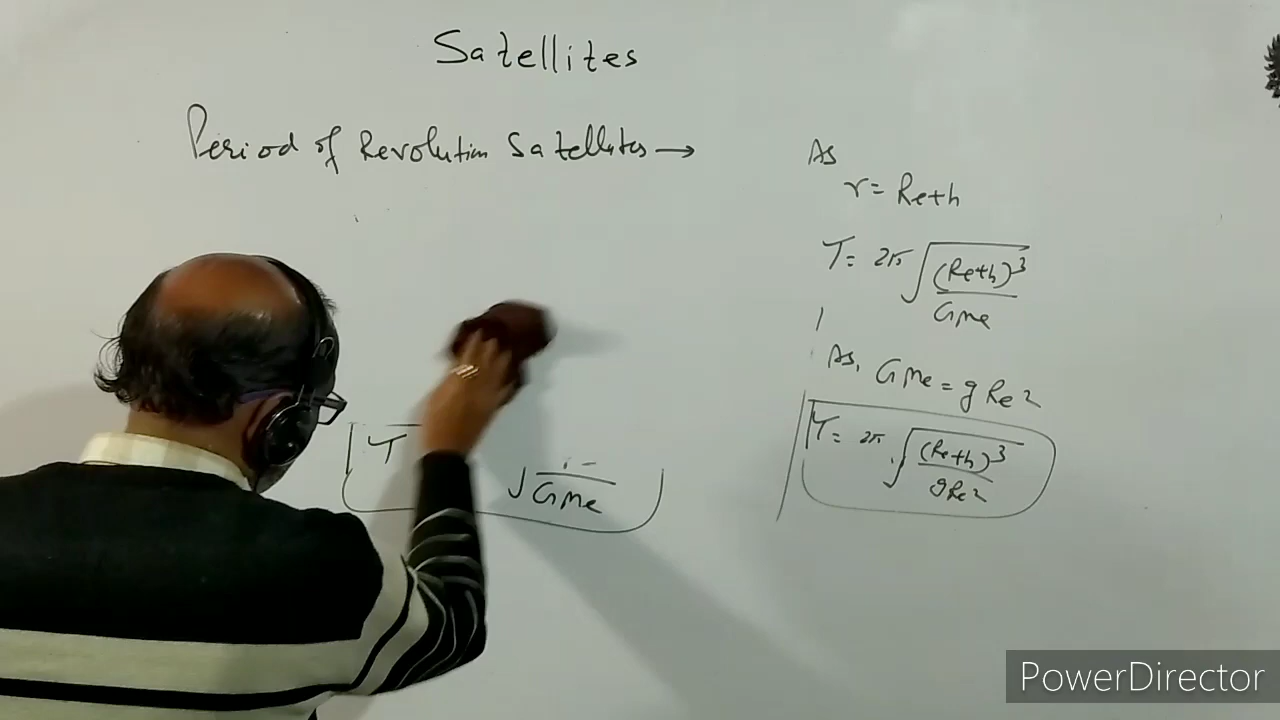 Satellites
Period of Revolution Satellites →
T
√ GMe
As
r = Re+h
T = 2π √ (Re+h)³ / GMe
As, GMe = gRe²
T = 2π √ (Re+h)³ / gRe²
PowerDirector